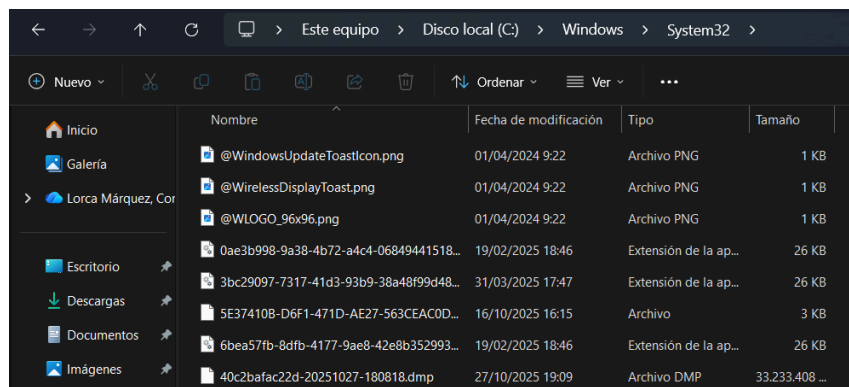 Este equipo > Disco local (C:) > Windows > System32 >
Nuevo Ordenar Ver ...
Nombre Fecha de modificación Tipo Tamaño
Inicio
Galería
Lorca Márquez, Cor
Escritorio
Descargas
Documentos
Imágenes
@WindowsUpdateToastIcon.png 01/04/2024 9:22 Archivo PNG 1 KB
@WirelessDisplayToast.png 01/04/2024 9:22 Archivo PNG 1 KB
@WLOGO_96x96.png 01/04/2024 9:22 Archivo PNG 1 KB
0ae3b998-9a38-4b72-a4c4-06849441518... 19/02/2025 18:46 Extensión de la ap... 26 KB
3bc29097-7317-41d3-93b9-38a48f99d48... 31/03/2025 17:47 Extensión de la ap... 26 KB
5E37410B-D6F1-471D-AE27-563CEAC0D... 16/10/2025 16:15 Archivo 3 KB
6bea57fb-8dfb-4177-9ae8-42e8b352993... 19/02/2025 18:46 Extensión de la ap... 26 KB
40c2bafac22d-20251027-180818.dmp 27/10/2025 19:09 Archivo DMP 33.233.408 ...